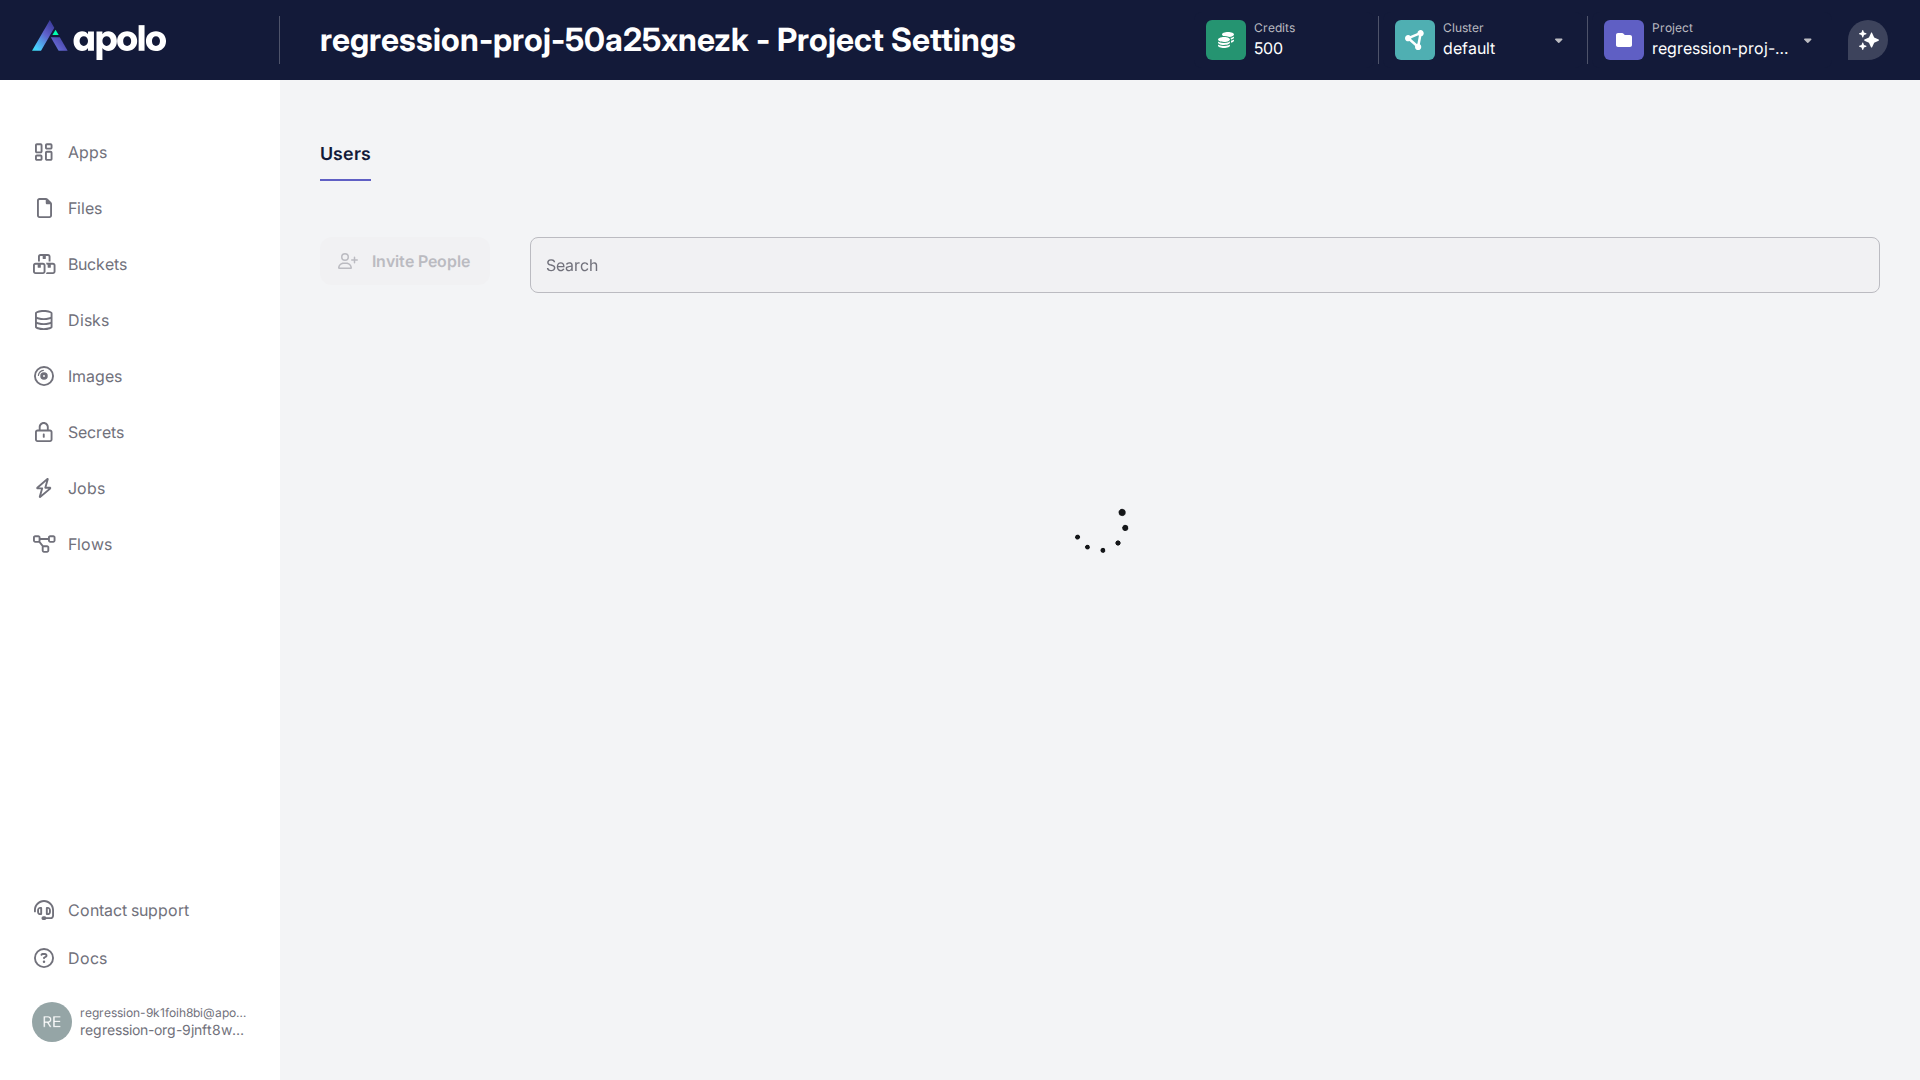 apolo
regression-proj-50a25xnezk - Project Settings
Credits
500
Cluster
default
Project
regression-proj-...
Apps
Files
Buckets
Disks
Images
Secrets
Jobs
Flows
Users
Invite People
Search
Contact support
Docs
RE
regression-9k1foih8bi@apo...
regression-org-9jnft8w...